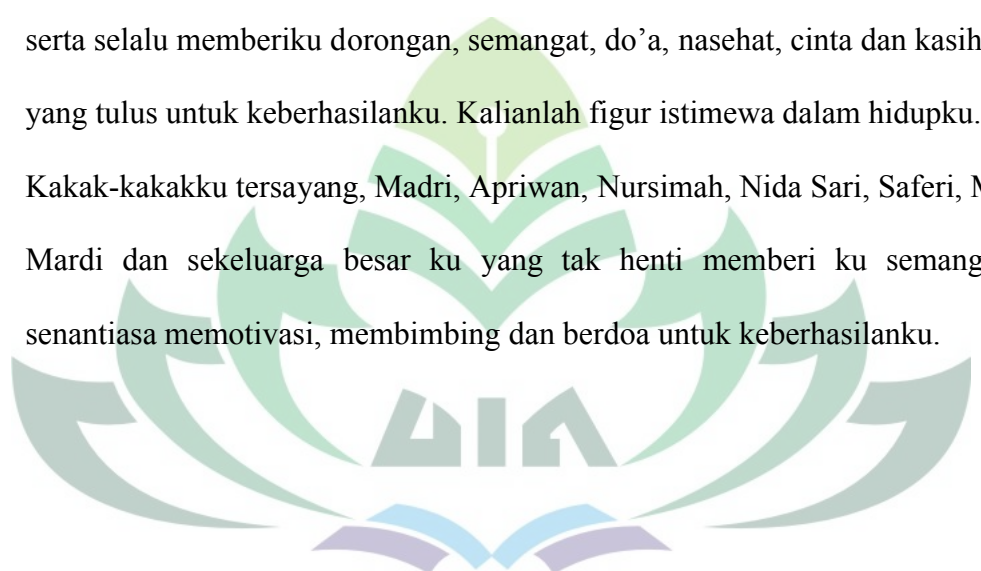 serta selalu memberiku dorongan, semangat, do’a, nasehat, cinta dan kasih
yang tulus untuk keberhasilanku. Kalianlah figur istimewa dalam hidupku.
Kakak-kakakku tersayang, Madri, Apriwan, Nursimah, Nida Sari, Saferi,
Mardi dan sekeluarga besar ku yang tak henti memberi ku
senantiasa memotivasi, membimbing dan berdoa untuk keberhasilanku.
UIN